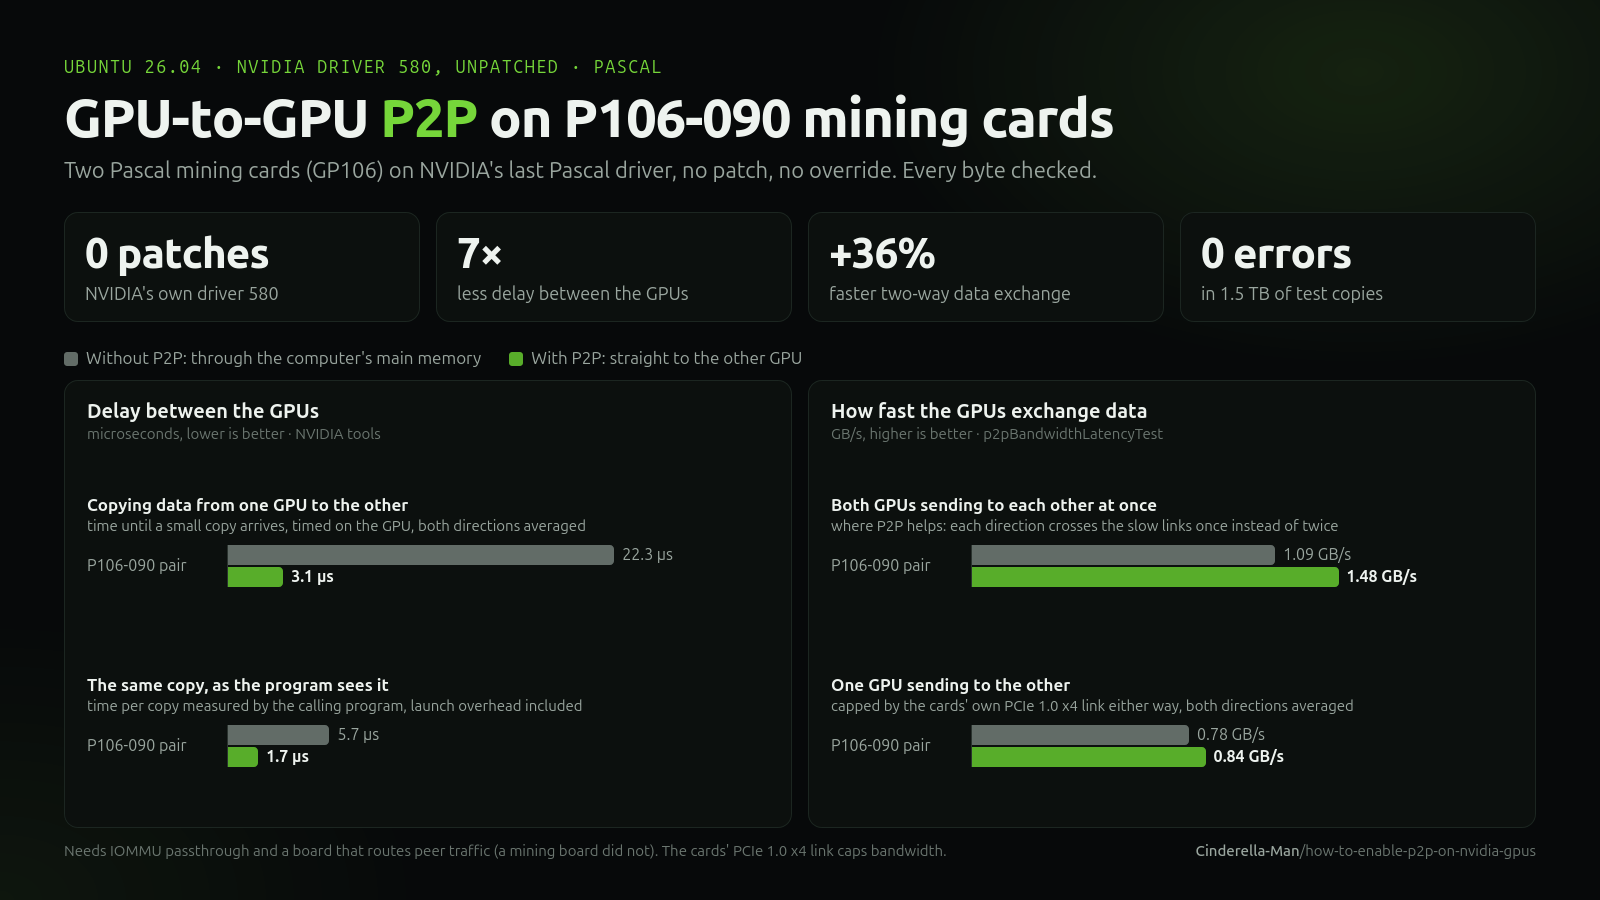 UBUNTU 26.04 · NVIDIA DRIVER 580, UNPATCHED · PASCAL
GPU-to-GPU P2P on P106-090 mining cards
Two Pascal mining cards (GP106) on NVIDIA's last Pascal driver, no patch, no override. Every byte checked.
0 patches
NVIDIA's own driver 580
7×
less delay between the GPUs
+36%
faster two-way data exchange
0 errors
in 1.5 TB of test copies
Without P2P: through the computer's main memory
With P2P: straight to the other GPU
Delay between the GPUs
microseconds, lower is better · NVIDIA tools
Copying data from one GPU to the other
time until a small copy arrives, timed on the GPU, both directions averaged
P106-090 pair
22.3 µs
3.1 µs
The same copy, as the program sees it
time per copy measured by the calling program, launch overhead included
P106-090 pair
5.7 µs
1.7 µs
How fast the GPUs exchange data
GB/s, higher is better · p2pBandwidthLatencyTest
Both GPUs sending to each other at once
where P2P helps: each direction crosses the slow links once instead of twice
P106-090 pair
1.09 GB/s
1.48 GB/s
One GPU sending to the other
capped by the cards' own PCIe 1.0 x4 link either way, both directions averaged
P106-090 pair
0.78 GB/s
0.84 GB/s
Needs IOMMU passthrough and a board that routes peer traffic (a mining board did not). The cards' PCIe 1.0 x4 link caps bandwidth.
Cinderella-Man/how-to-enable-p2p-on-nvidia-gpus